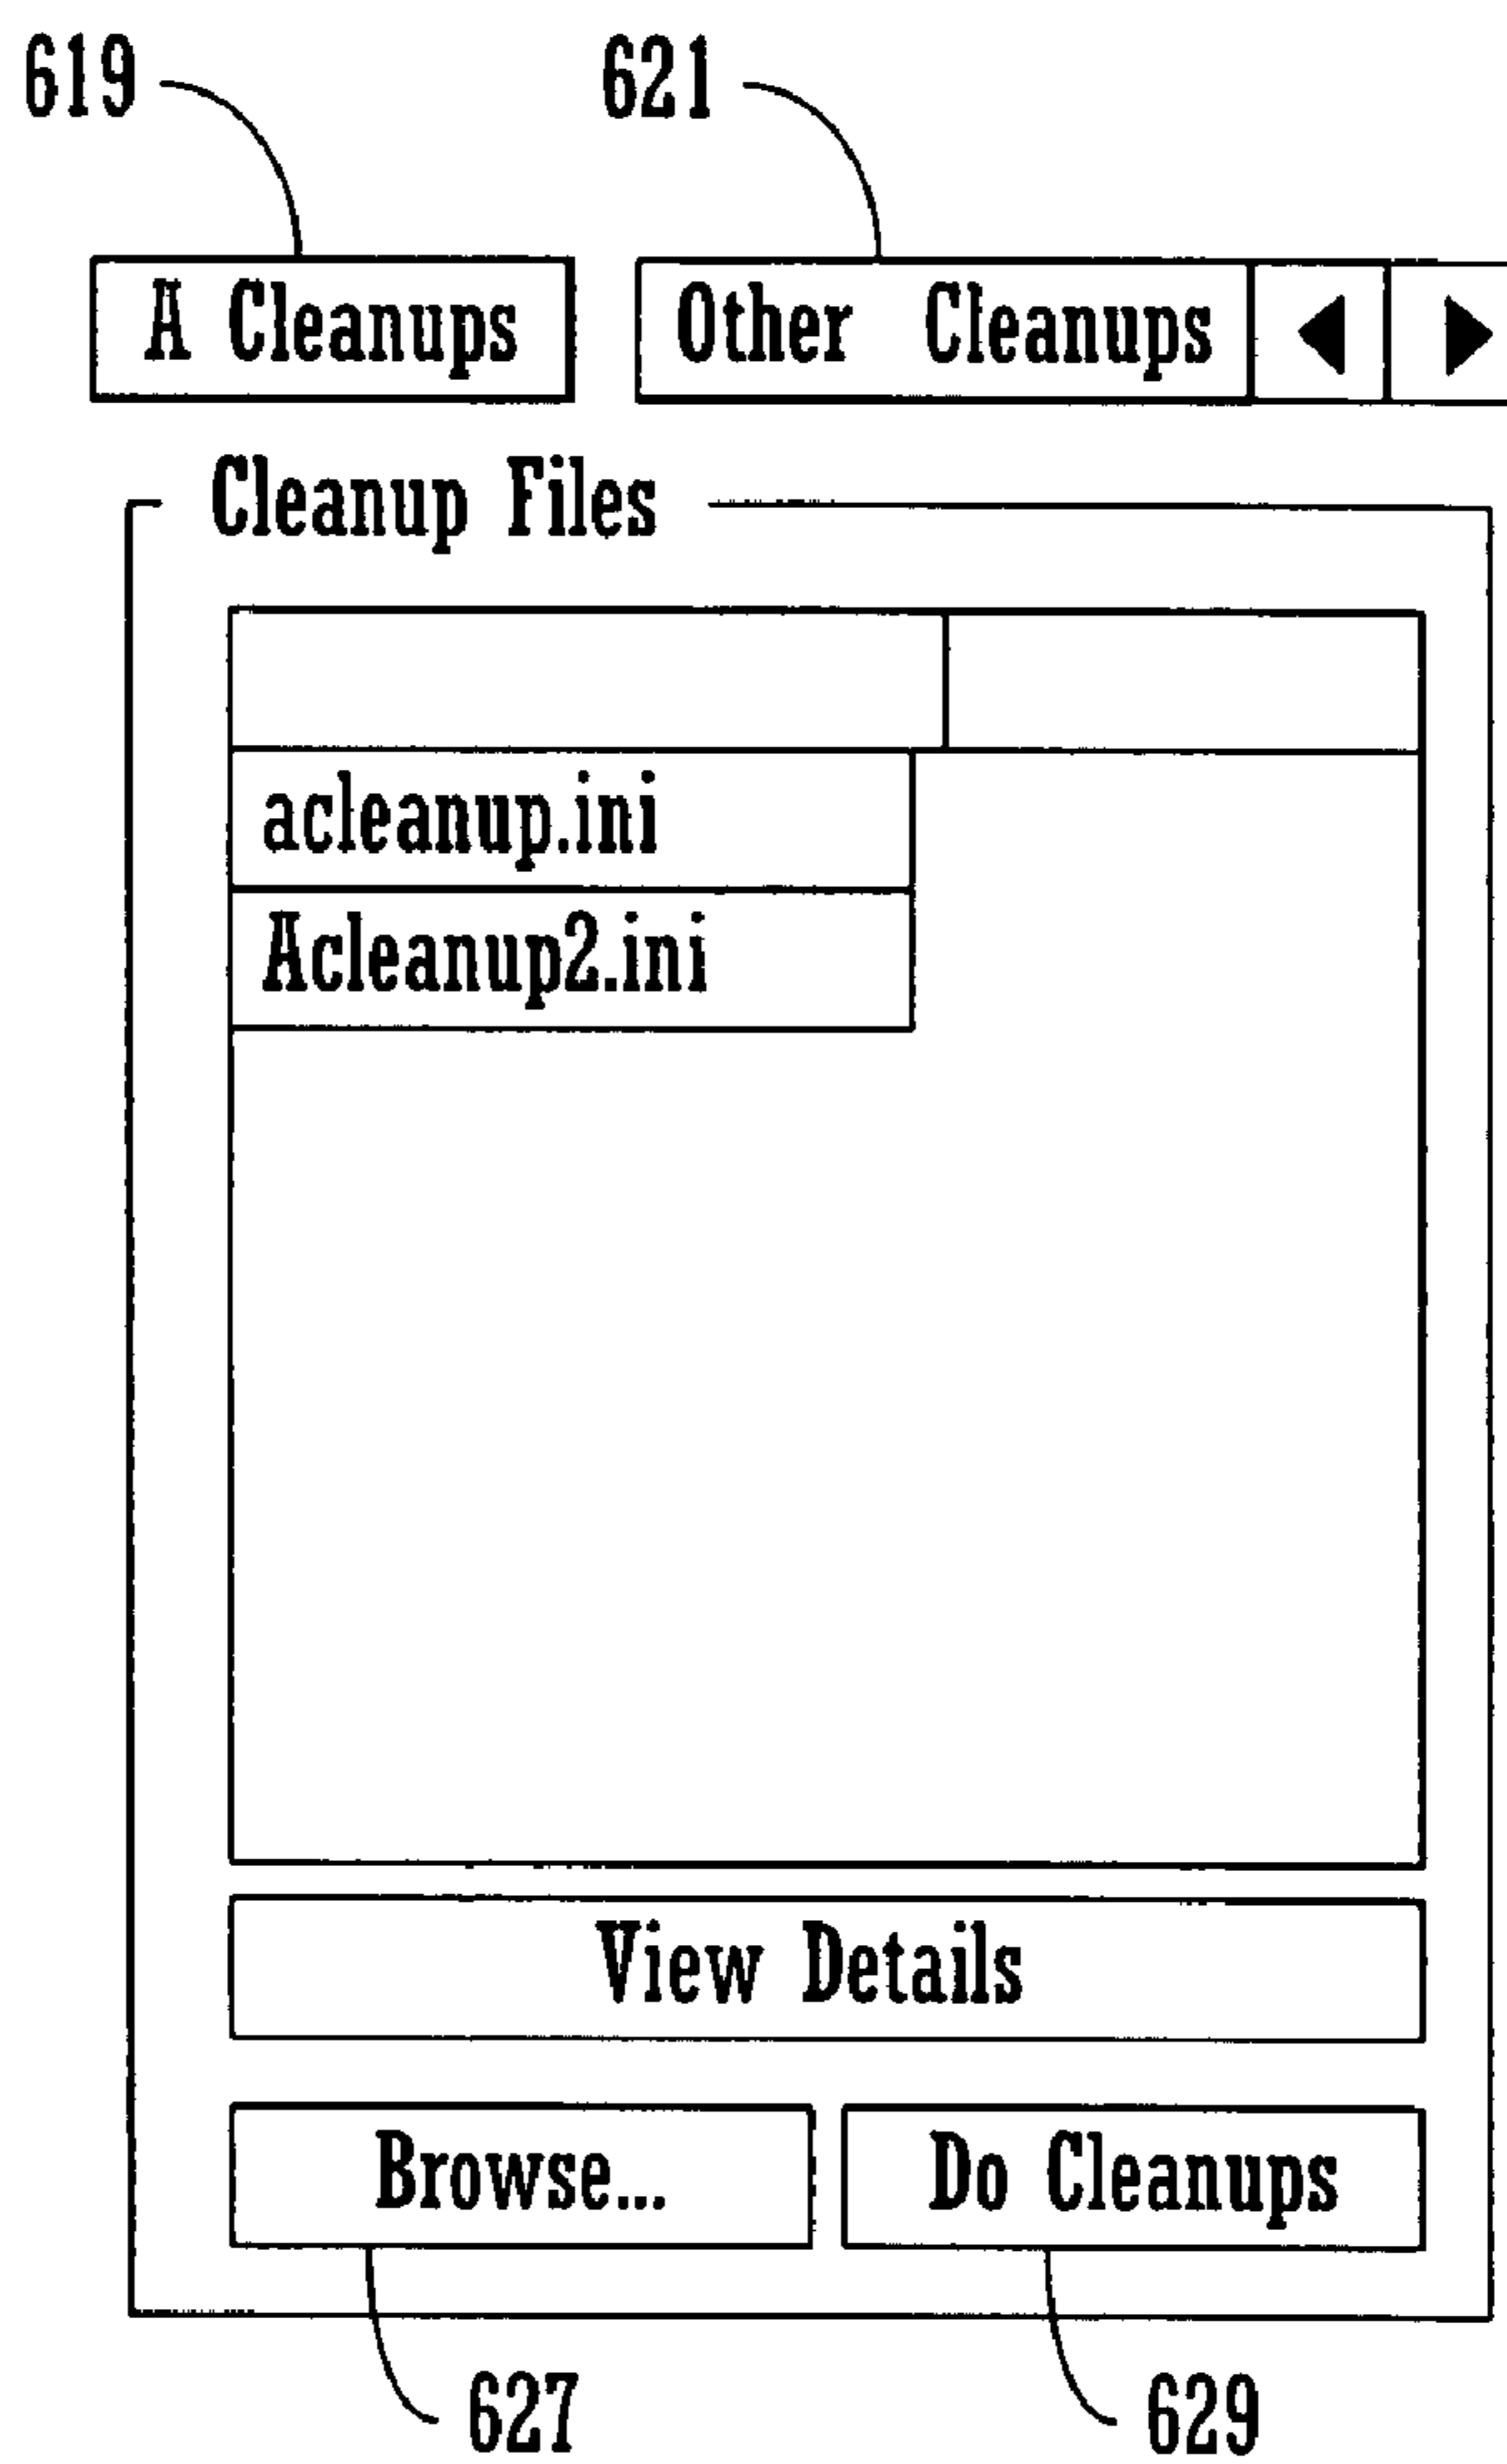 619 621
A Cleanups Other Cleanups
Cleanup Files
acleanup.ini
Acleanup2.ini
View Details
Browse... Do Cleanups
627 629